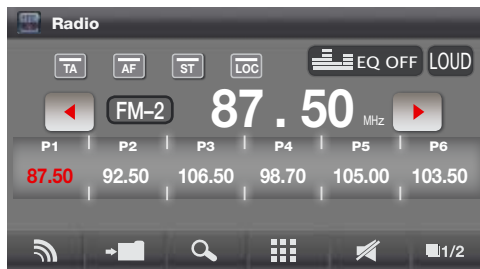 Radio
TA AF ST LOC EQ OFF LOUD
FM-2 87.50 MHz
P1 P2 P3 P4 P5 P6
87.50 92.50 106.50 98.70 105.00 103.50
1/2